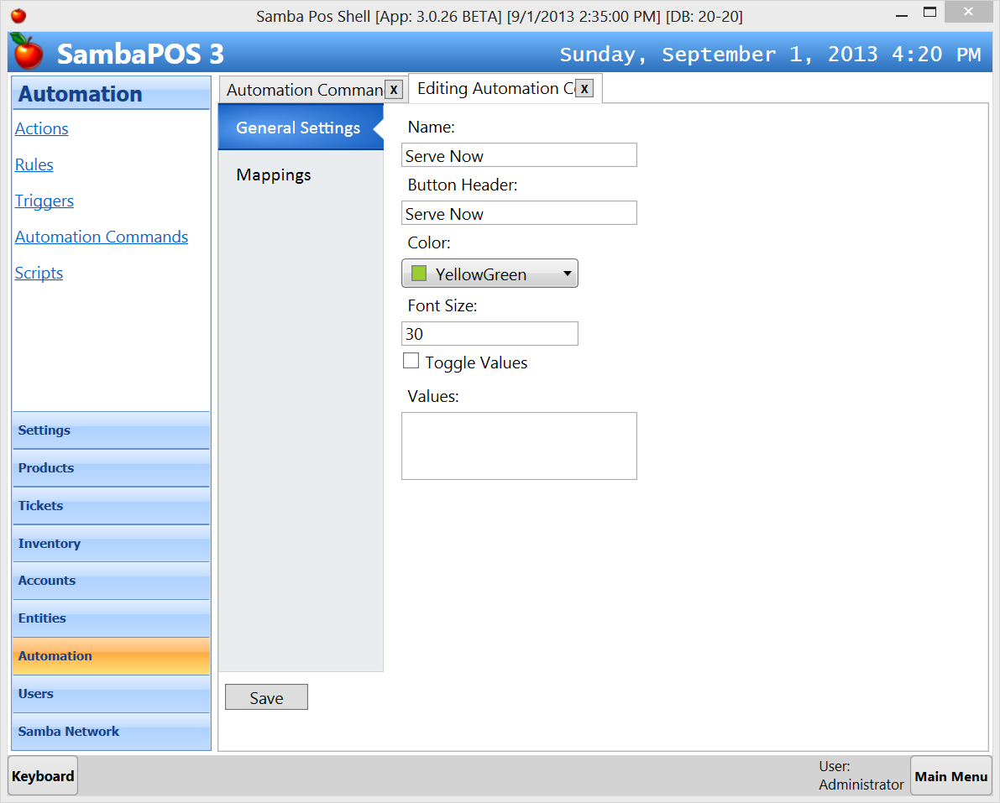 Samba Pos Shell [App: 3.0.26 BETA] [9/1/2013 2:35:00 PM] [DB: 20-20]
SambaPOS 3
Sunday, September 1, 2013 4:20 PM
Automation
Actions
Rules
Triggers
Automation Commands
Scripts
Settings
Products
Tickets
Inventory
Accounts
Entities
Automation
Users
Samba Network
Automation Comman x
Editing Automation C x
General Settings
Mappings
Name:
Serve Now
Button Header:
Serve Now
Color:
YellowGreen
Font Size:
30
Toggle Values
Values:
Save
Keyboard
User:
Administrator
Main Menu